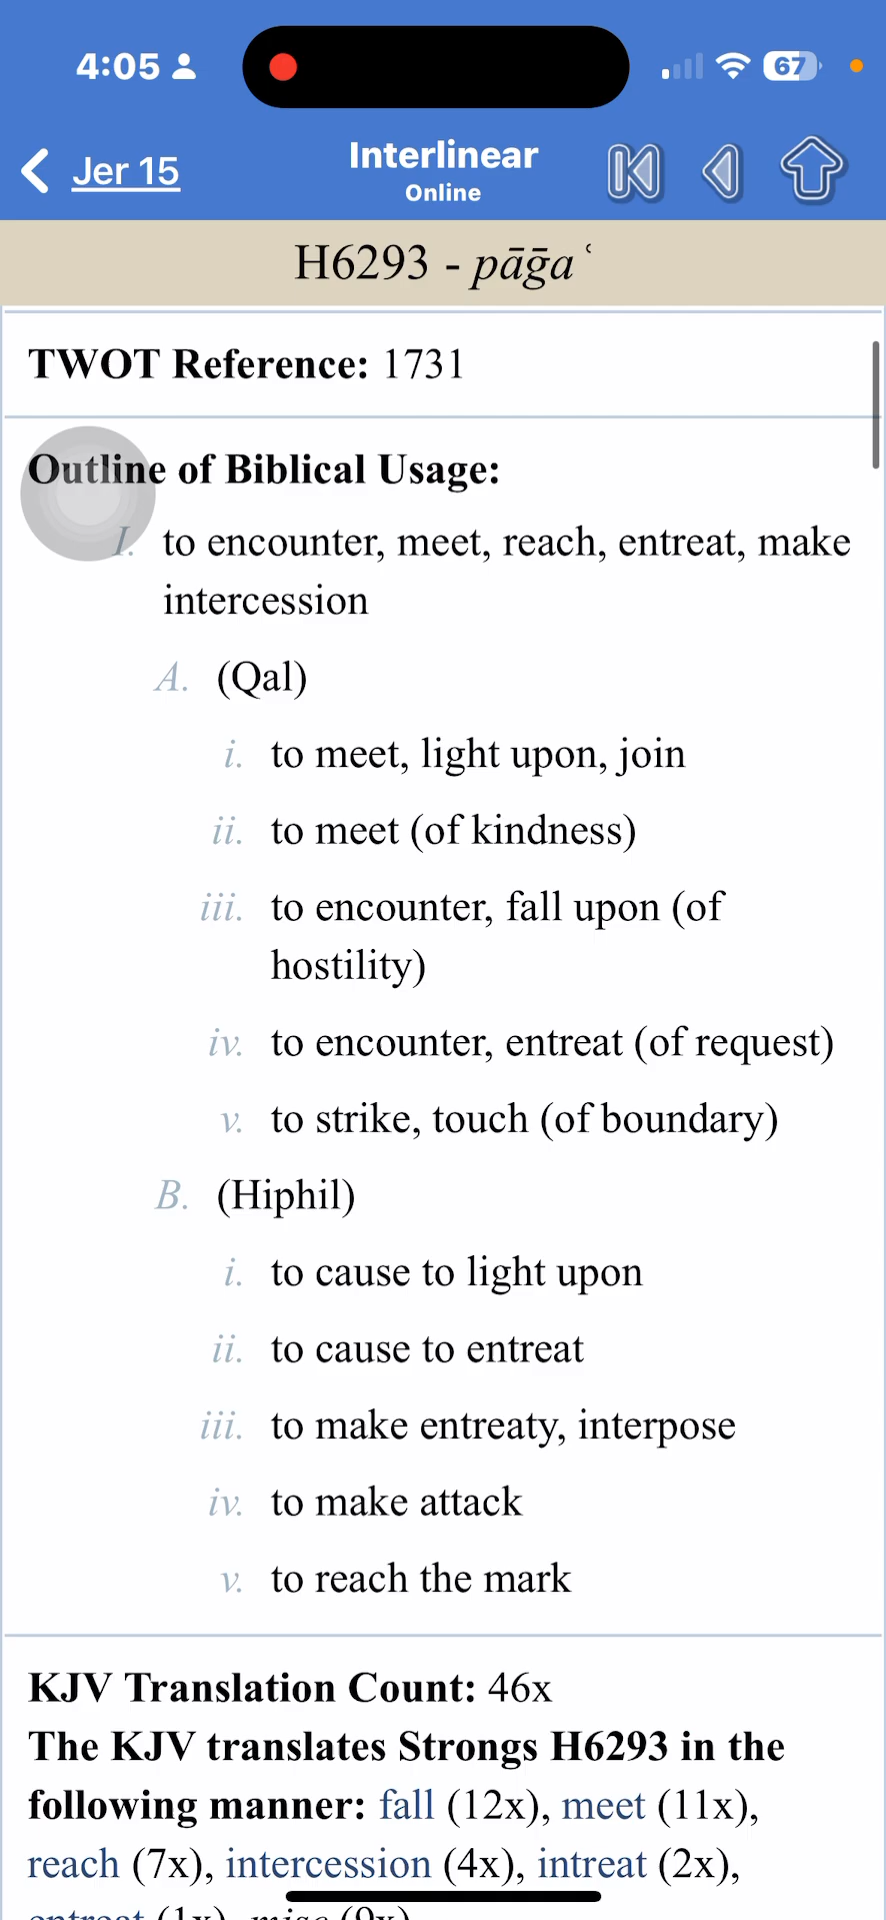 4:05
67
Jer 15
Interlinear
Online
H6293 - pāḡaʿ
TWOT Reference: 1731
Outline of Biblical Usage:
I. to encounter, meet, reach, entreat, make
intercession
A. (Qal)
i. to meet, light upon, join
ii. to meet (of kindness)
iii. to encounter, fall upon (of
hostility)
iv. to encounter, entreat (of request)
v. to strike, touch (of boundary)
B. (Hiphil)
i. to cause to light upon
ii. to cause to entreat
iii. to make entreaty, interpose
iv. to make attack
v. to reach the mark
KJV Translation Count: 46x
The KJV translates Strongs H6293 in the
following manner: fall (12x), meet (11x),
reach (7x), intercession (4x), intreat (2x),
entreat (1x), misc (9x)